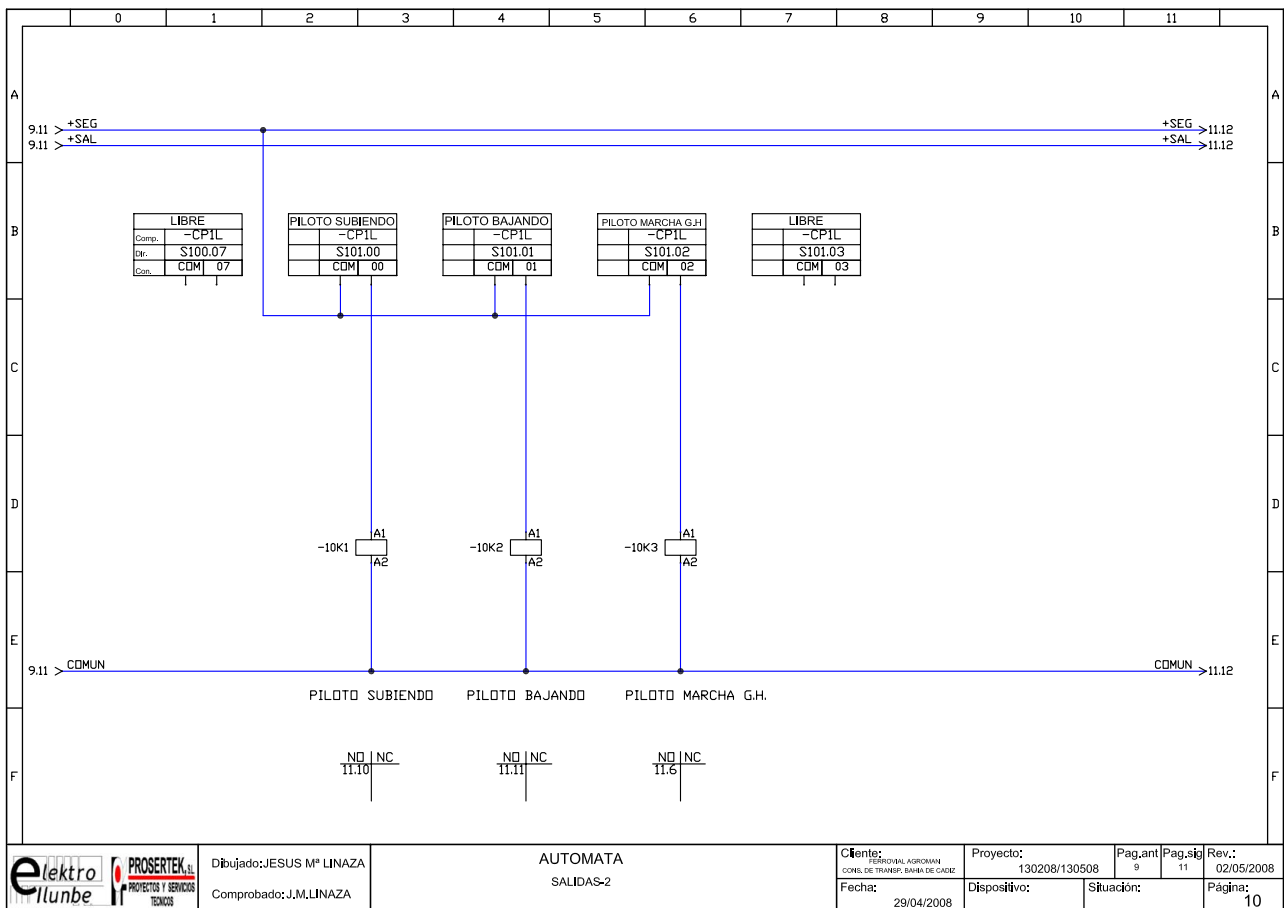 0 1 2 3 4 5 6 7 8 9 10 11
A A
9.11 +SEG +SEG 11.12
9.11 +SAL +SAL 11.12
B B
LIBRE
Comp. -CP1L
Dir. S100.07
Con. COM 07
PILOTO SUBIENDO
-CP1L
S101.00
COM 00
PILOTO BAJANDO
-CP1L
S101.01
COM 01
PILOTO MARCHA G.H
-CP1L
S101.02
COM 02
LIBRE
-CP1L
S101.03
COM 03
C C
D D
-10K1 A1 A2
-10K2 A1 A2
-10K3 A1 A2
E E
9.11 COMUN COMUN 11.12
PILOTO SUBIENDO PILOTO BAJANDO PILOTO MARCHA G.H.
F F
NO NC NO NC NO NC
11.10 11.11 11.6
elektro ilunbe
PROSERTEK, SL
PROYECTOS Y SERVICIOS
TECNICOS
Dibujado: JESUS Mª LINAZA
Comprobado: J.M.LINAZA
AUTOMATA
SALIDAS-2
Cliente:
FERROVIAL AGROMAN
CONS. DE TRANSP. BAHIA DE CADIZ
Fecha:
29/04/2008
Proyecto:
130208/130508
Dispositivo:
Situación:
Pag.ant
9
Pag.sig
11
Rev.:
02/05/2008
Página:
10